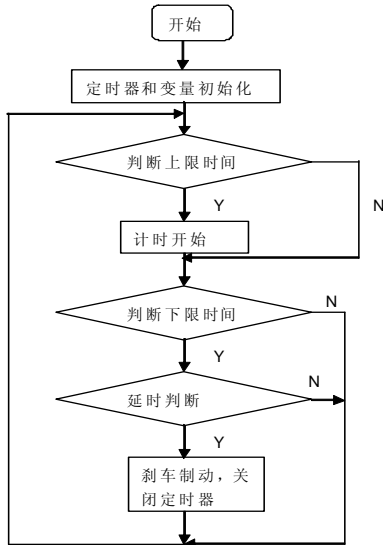 开始
定时器和变量初始化
判断上限时间
Y
N
计时开始
判断下限时间
N
Y
延时判断
N
Y
刹车制动，关
闭定时器